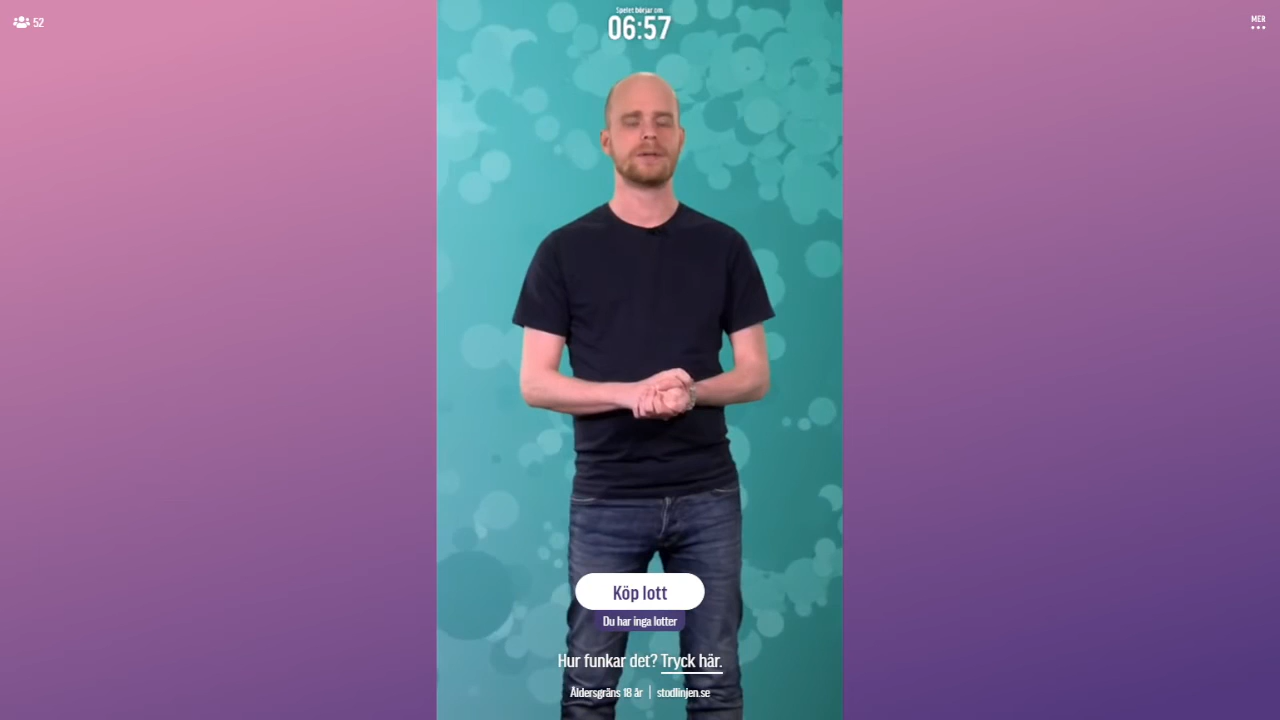 52
Spelet börjar om
06:57
MER
Köp lott
Du har inga lotter
Hur funkar det? Tryck här.
Åldersgräns 18 år | stodlinjen.se